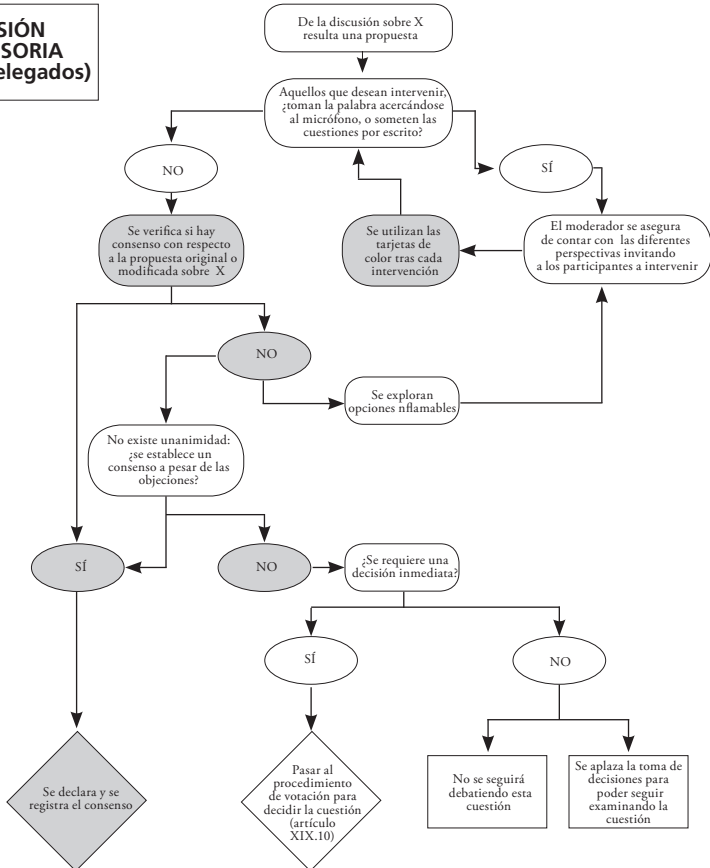 SIÓN
SORIA
elegados)
De la discusión sobre X
resulta una propuesta
Aquellos que desean intervenir,
¿toman la palabra acercándose
al micrófono, o someten las
cuestiones por escrito?
NO
SÍ
Se verifica si hay
consenso con respecto
a la propuesta original o
modificada sobre X
Se utilizan las
tarjetas de
color tras cada
intervención
El moderador se asegura
de contar con las diferentes
perspectivas invitando
a los participantes a intervenir
NO
Se exploran
opciones nflamables
No existe unanimidad:
¿se establece un
consenso a pesar de las
objeciones?
SÍ
NO
¿Se requiere una
decisión inmediata?
SÍ
NO
Se declara y se
registra el consenso
Pasar al
procedimiento
de votación para
decidir la cuestión
(artículo
XIX.10)
No se seguirá
debatiendo esta
cuestión
Se aplaza la toma de
decisiones para
poder seguir
examinando la
cuestión